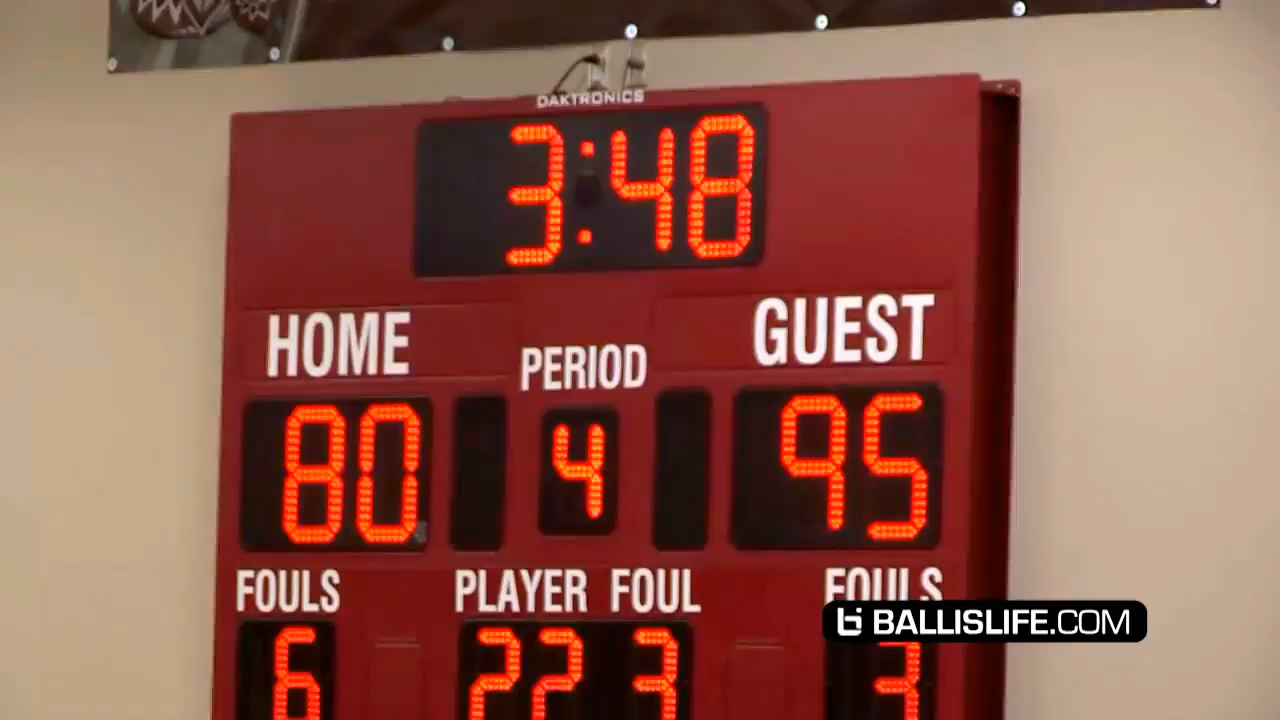 DAKTRONICS
3:48
HOME PERIOD GUEST
80 4 95
FOULS PLAYER FOUL FOULS
6 22 3 3
BALLISLIFE.COM